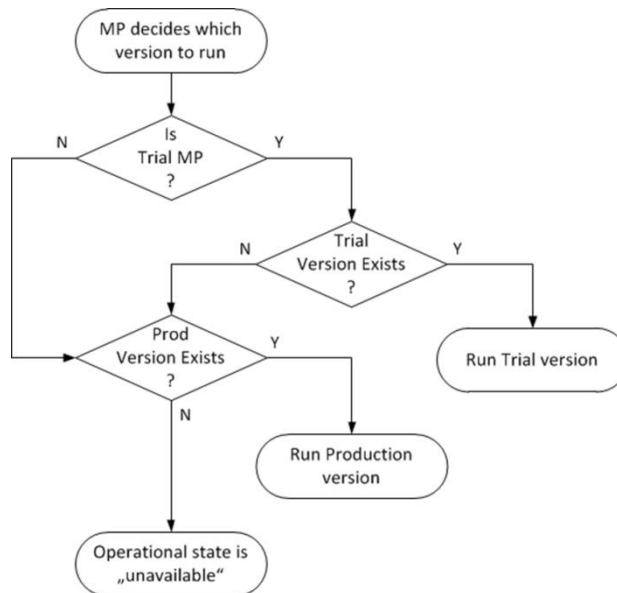 MP decides which
version to run
N
Is
Trial MP
?
Y
N
Trial
Version Exists
?
Y
Prod
Version Exists
?
Y
Run Trial version
N
Run Production
version
Operational state is
„unavailable“